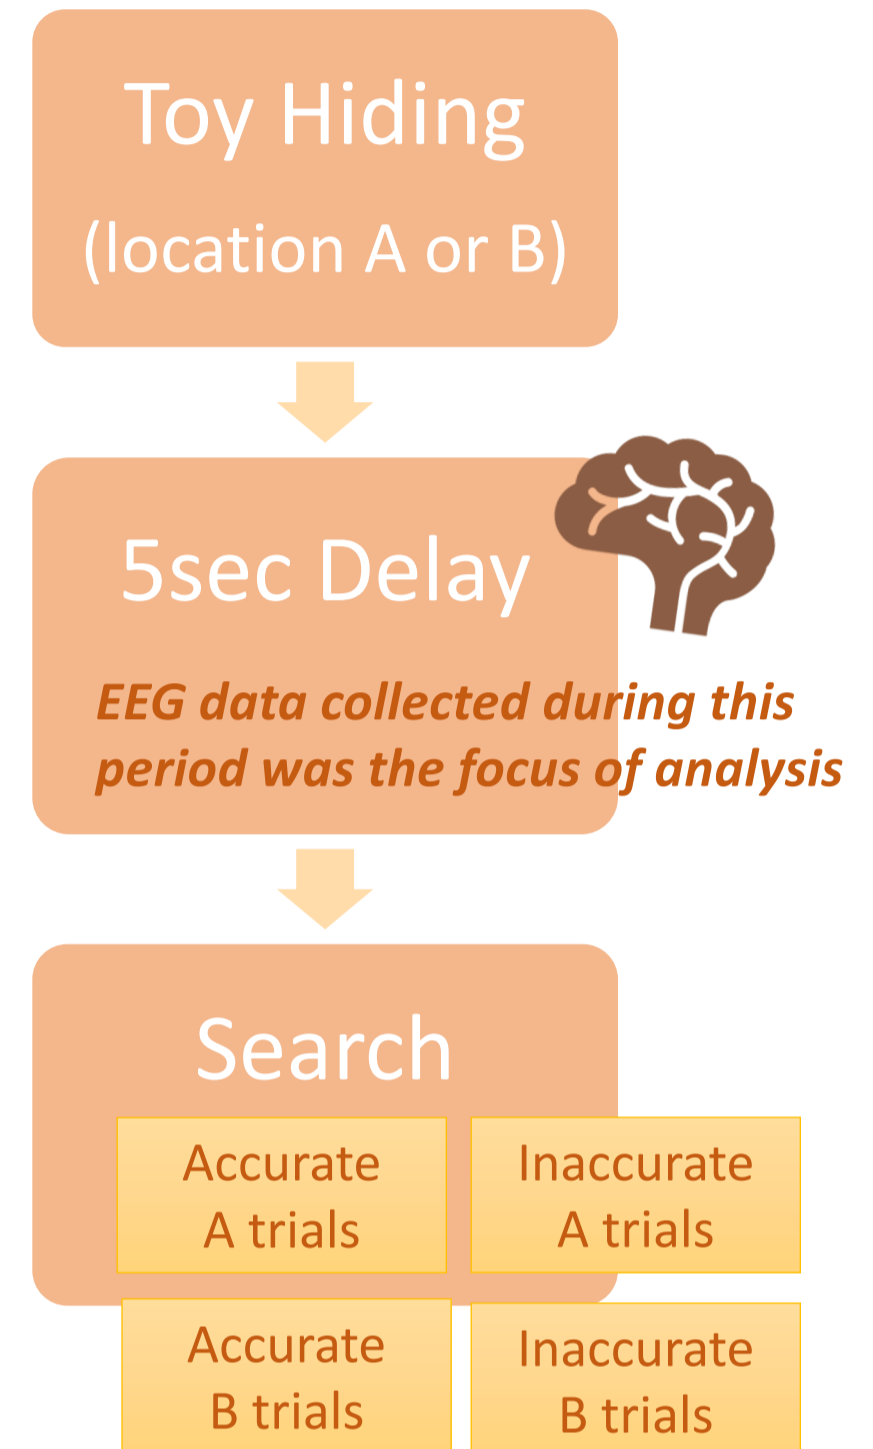 Toy Hiding
(location A or B)
5sec Delay
EEG data collected during this
period was the focus of analysis
Search
Accurate
A trials
Inaccurate
A trials
Accurate
B trials
Inaccurate
B trials